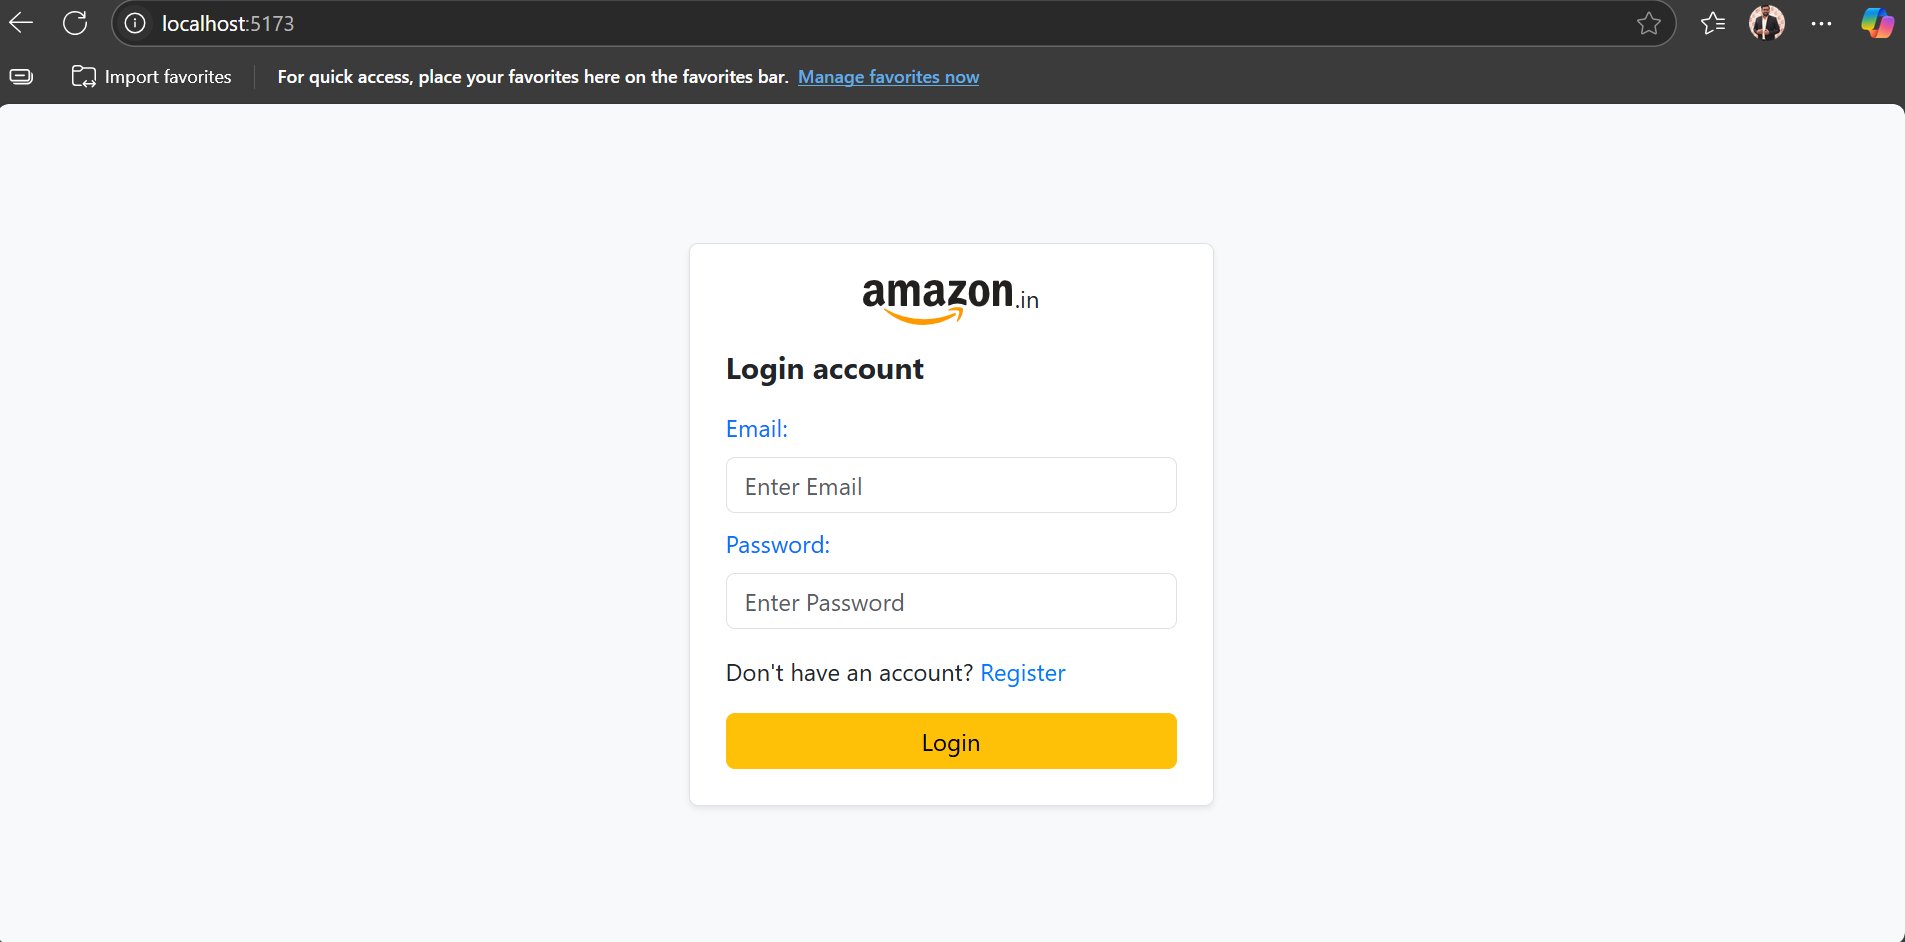 localhost:5173
Import favorites For quick access, place your favorites here on the favorites bar. Manage favorites now
amazon.in
Login account
Email:
Enter Email
Password:
Enter Password
Don't have an account? Register
Login